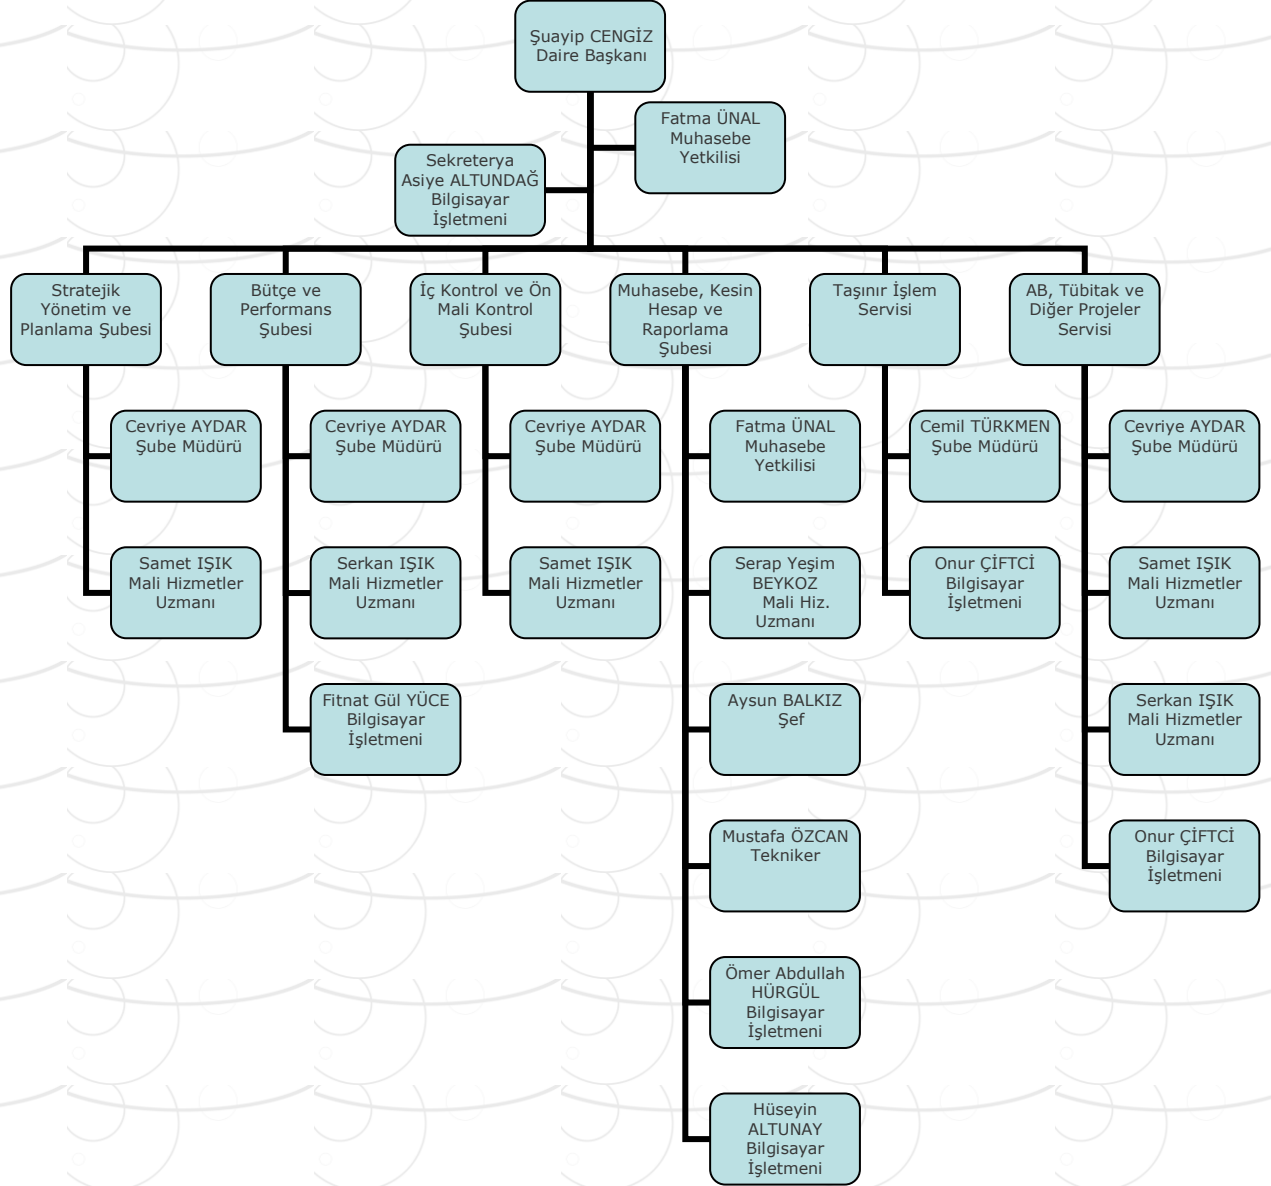 Şuayip CENGİZ
Daire Başkanı
Fatma ÜNAL
Muhasebe
Yetkilisi
Sekreterya
Asiye ALTUNDAĞ
Bilgisayar
İşletmeni
Stratejik
Yönetim ve
Planlama Şubesi
Bütçe ve
Performans
Şubesi
İç Kontrol ve Ön
Mali Kontrol
Şubesi
Muhasebe, Kesin
Hesap ve
Raporlama
Şubesi
Taşınır İşlem
Servisi
AB, Tübitak ve
Diğer Projeler
Servisi
Cevriye AYDAR
Şube Müdürü
Cevriye AYDAR
Şube Müdürü
Cevriye AYDAR
Şube Müdürü
Fatma ÜNAL
Muhasebe
Yetkilisi
Cemil TÜRKMEN
Şube Müdürü
Cevriye AYDAR
Şube Müdürü
Samet IŞIK
Mali Hizmetler
Uzmanı
Serkan IŞIK
Mali Hizmetler
Uzmanı
Samet IŞIK
Mali Hizmetler
Uzmanı
Serap Yeşim
BEYKOZ
Mali Hiz.
Uzmanı
Onur ÇİFTCİ
Bilgisayar
İşletmeni
Samet IŞIK
Mali Hizmetler
Uzmanı
Fitnat Gül YÜCE
Bilgisayar
İşletmeni
Aysun BALKIZ
Şef
Serkan IŞIK
Mali Hizmetler
Uzmanı
Mustafa ÖZCAN
Tekniker
Onur ÇİFTCİ
Bilgisayar
İşletmeni
Ömer Abdullah
HÜRGÜL
Bilgisayar
İşletmeni
Hüseyin
ALTUNAY
Bilgisayar
İşletmeni